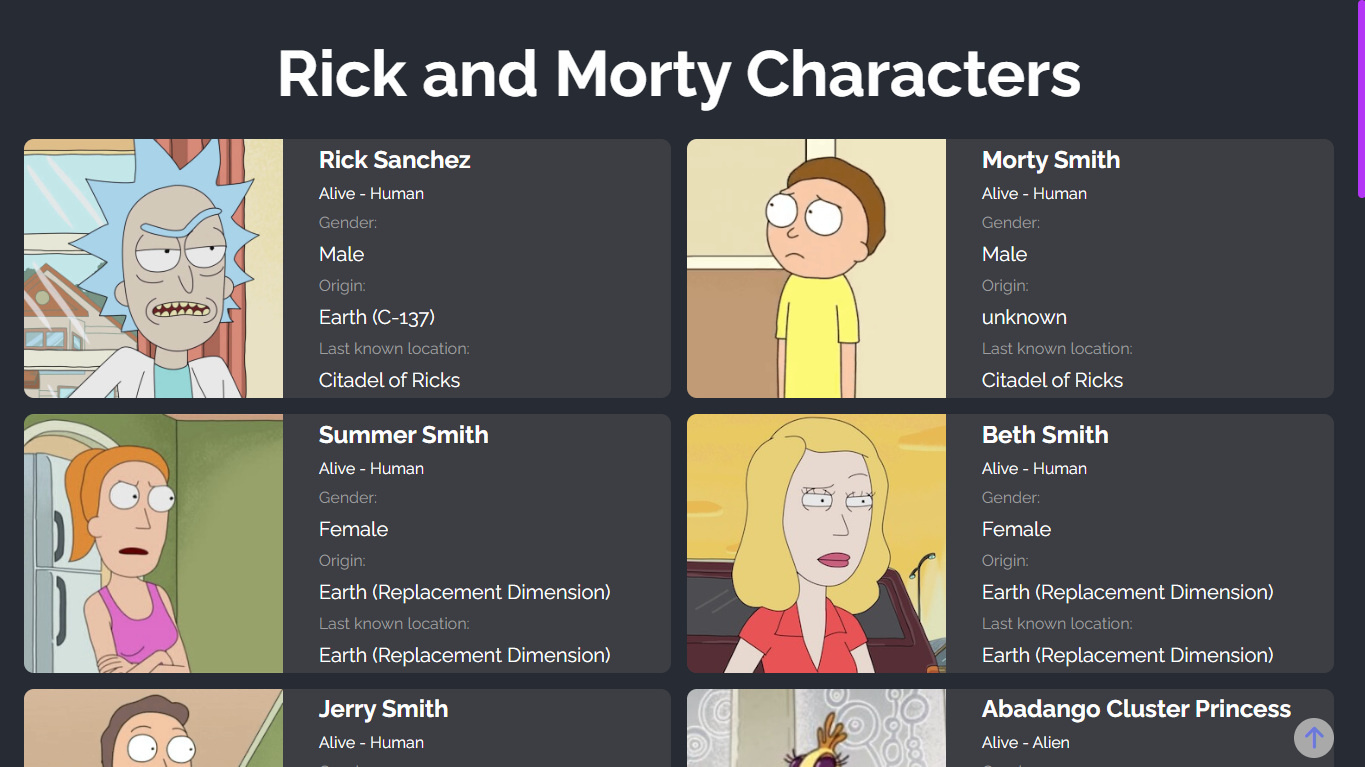 Rick and Morty Characters
Rick Sanchez
Alive - Human
Gender:
Male
Origin:
Earth (C-137)
Last known location:
Citadel of Ricks
Morty Smith
Alive - Human
Gender:
Male
Origin:
unknown
Last known location:
Citadel of Ricks
Summer Smith
Alive - Human
Gender:
Female
Origin:
Earth (Replacement Dimension)
Last known location:
Earth (Replacement Dimension)
Beth Smith
Alive - Human
Gender:
Female
Origin:
Earth (Replacement Dimension)
Last known location:
Earth (Replacement Dimension)
Jerry Smith
Alive - Human
Abadango Cluster Princess
Alive - Alien